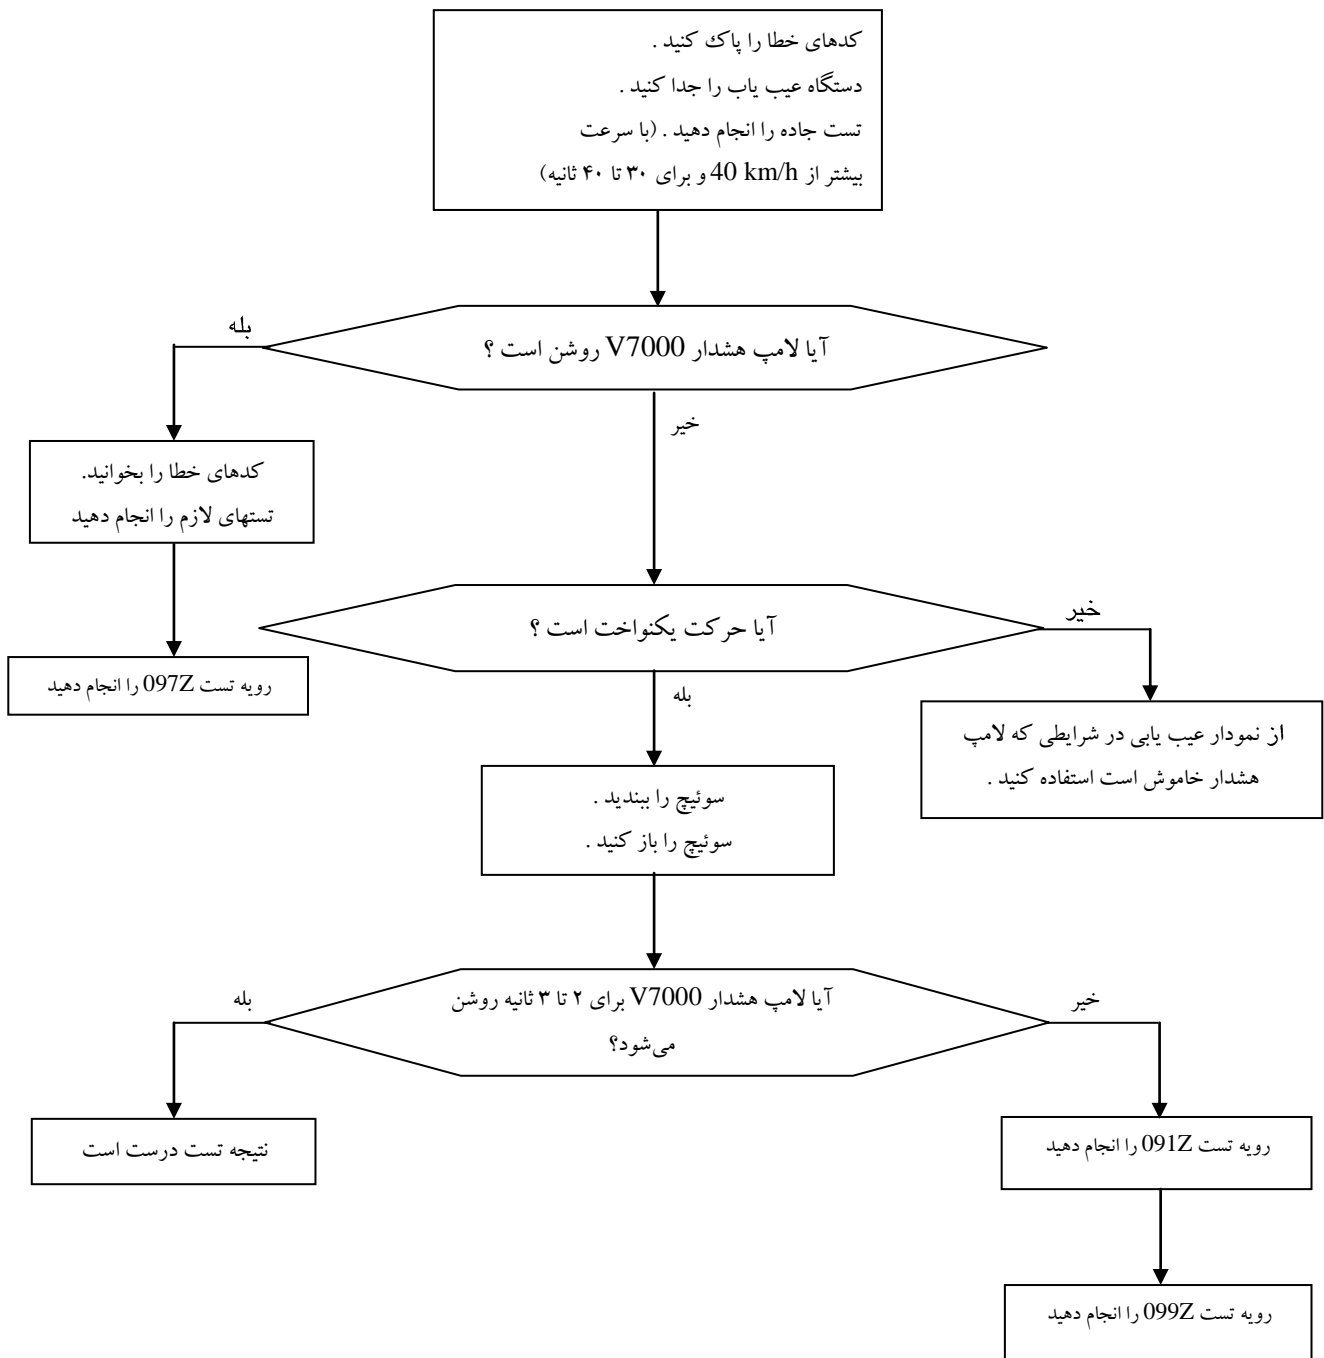 کدهای خطا را پاک کنید .
دستگاه عیب یاب را جدا کنید .
تست جاده را انجام دهید . (با سرعت
بیشتر از 40 km/h و برای ۳۰ تا ۴۰ ثانیه)
آیا لامپ هشدار V7000 روشن است ؟
بله
خیر
کدهای خطا را بخوانید.
تستهای لازم را انجام دهید
رویه تست 097Z را انجام دهید
آیا حرکت یکنواخت است ؟
خیر
بله
از نمودار عیب یابی در شرایطی که لامپ
هشدار خاموش است استفاده کنید .
سوئیچ را ببندید .
سوئیچ را باز کنید .
آیا لامپ هشدار V7000 برای ۲ تا ۳ ثانیه روشن
می‌شود؟
خیر
بله
نتیجه تست درست است
رویه تست 091Z را انجام دهید
رویه تست 099Z را انجام دهید